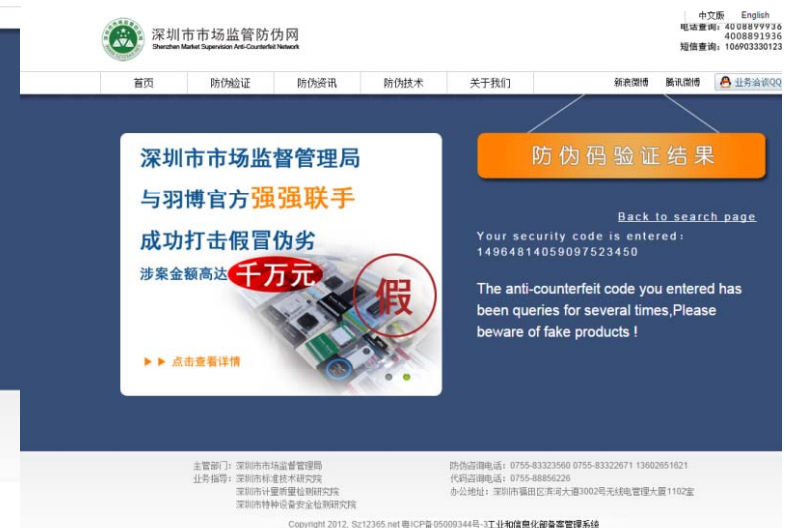 中文版 English
深圳市市场监管防伪网
Shenzhen Market Supervision Anti-Counterfeit Network
电话查询: 4008899936
4008891936
短信查询: 106903330123
首页 防伪验证 防伪资讯 防伪技术 关于我们 新浪微博 腾讯微博 业务洽谈QQ
深圳市市场监督管理局
与羽博官方强强联手
成功打击假冒伪劣
涉案金额高达千万元
假
▶ ▶ 点击查看详情
防伪码验证结果
Back to search page
Your security code is entered:
14964814059097523450
The anti-counterfeit code you entered has
been queries for several times,Please
beware of fake products !
主管部门: 深圳市市场监督管理局
业务指导: 深圳市标准技术研究院
深圳市计量质量检测研究院
深圳市特种设备安全检测研究院
防伪咨询电话: 0755-83323560 0755-83322671 13602651621
代码咨询电话: 0755-88856226
办公地址: 深圳市福田区滨河大道3002号无线电管理大厦1102室
Copyright 2012, Sz12365.net 粤ICP备05009344号-3工业和信息化部备案管理系统